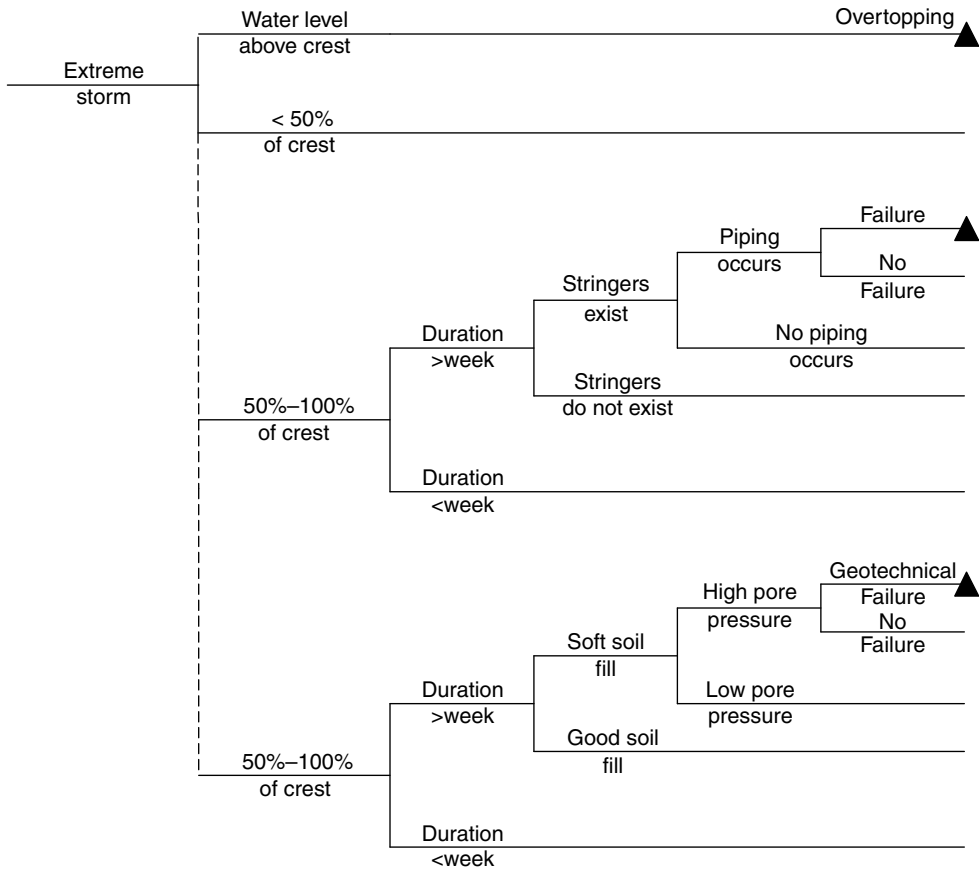 Water level
above crest
Overtopping
Extreme
storm
< 50%
of crest
Failure
Piping
occurs
No
Failure
Stringers
exist
Duration
>week
No piping
occurs
Stringers
do not exist
50%–100%
of crest
Duration
<week
Geotechnical
Failure
High pore
pressure
No
Failure
Soft soil
fill
Duration
>week
Low pore
pressure
Good soil
fill
50%–100%
of crest
Duration
<week